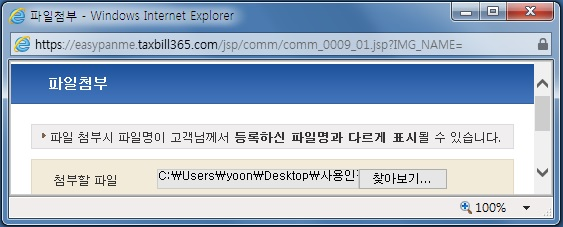 파일첨부 - Windows Internet Explorer
https://easypanme.taxbill365.com/jsp/comm/comm_0009_01.jsp?IMG_NAME=
파일첨부
파일 첨부시 파일명이 고객님께서 등록하신 파일명과 다르게 표시될 수 있습니다.
첨부할 파일 C:₩Users₩yoon₩Desktop₩사용인 찾아보기...
100%